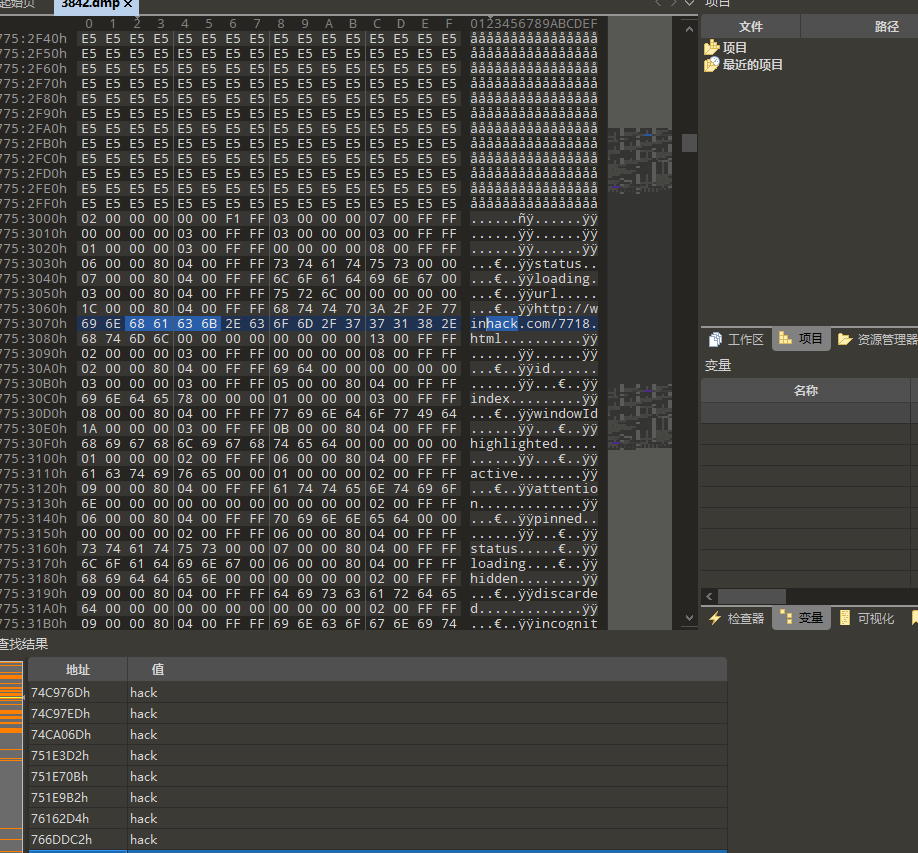 起始页 3842.dmp × 项目
0 1 2 3 4 5 6 7 8 9 A B C D E F 0123456789ABCDEF
775:2F40h E5 E5 E5 E5 E5 E5 E5 E5 E5 E5 E5 E5 E5 E5 E5 E5 åååååååååååååååå
775:2F50h E5 E5 E5 E5 E5 E5 E5 E5 E5 E5 E5 E5 E5 E5 E5 E5 åååååååååååååååå
775:2F60h E5 E5 E5 E5 E5 E5 E5 E5 E5 E5 E5 E5 E5 E5 E5 E5 åååååååååååååååå
775:2F70h E5 E5 E5 E5 E5 E5 E5 E5 E5 E5 E5 E5 E5 E5 E5 E5 åååååååååååååååå
775:2F80h E5 E5 E5 E5 E5 E5 E5 E5 E5 E5 E5 E5 E5 E5 E5 E5 åååååååååååååååå
775:2F90h E5 E5 E5 E5 E5 E5 E5 E5 E5 E5 E5 E5 E5 E5 E5 E5 åååååååååååååååå
775:2FA0h E5 E5 E5 E5 E5 E5 E5 E5 E5 E5 E5 E5 E5 E5 E5 E5 åååååååååååååååå
775:2FB0h E5 E5 E5 E5 E5 E5 E5 E5 E5 E5 E5 E5 E5 E5 E5 E5 åååååååååååååååå
775:2FC0h E5 E5 E5 E5 E5 E5 E5 E5 E5 E5 E5 E5 E5 E5 E5 E5 åååååååååååååååå
775:2FD0h E5 E5 E5 E5 E5 E5 E5 E5 E5 E5 E5 E5 E5 E5 E5 E5 åååååååååååååååå
775:2FE0h E5 E5 E5 E5 E5 E5 E5 E5 E5 E5 E5 E5 E5 E5 E5 E5 åååååååååååååååå
775:2FF0h E5 E5 E5 E5 E5 E5 E5 E5 E5 E5 E5 E5 E5 E5 E5 E5 åååååååååååååååå
775:3000h 02 00 00 00 00 00 F1 FF 03 00 00 00 07 00 FF FF ......ñÿ......ÿÿ
775:3010h 00 00 00 00 03 00 FF FF 03 00 00 00 03 00 FF FF ......ÿÿ......ÿÿ
775:3020h 01 00 00 00 03 00 FF FF 00 00 00 00 08 00 FF FF ......ÿÿ......ÿÿ
775:3030h 06 00 00 80 04 00 FF FF 73 74 61 74 75 73 00 00 ...€..ÿÿstatus..
775:3040h 07 00 00 80 04 00 FF FF 6C 6F 61 64 69 6E 67 00 ...€..ÿÿloading.
775:3050h 03 00 00 80 04 00 FF FF 75 72 6C 00 00 00 00 00 ...€..ÿÿurl.....
775:3060h 1C 00 00 80 04 00 FF FF 68 74 74 70 3A 2F 2F 77 ...€..ÿÿhttp://w
775:3070h 69 6E 68 61 63 6B 2E 63 6F 6D 2F 37 37 31 38 2E inhack.com/7718.
775:3080h 68 74 6D 6C 00 00 00 00 00 00 00 00 13 00 FF FF html..........ÿÿ
775:3090h 02 00 00 00 03 00 FF FF 00 00 00 00 08 00 FF FF ......ÿÿ......ÿÿ
775:30A0h 02 00 00 80 04 00 FF FF 69 64 00 00 00 00 00 00 ...€..ÿÿid......
775:30B0h 03 00 00 00 03 00 FF FF 05 00 00 80 04 00 FF FF ......ÿÿ...€..ÿÿ
775:30C0h 69 6E 64 65 78 00 00 00 01 00 00 00 03 00 FF FF index.........ÿÿ
775:30D0h 08 00 00 80 04 00 FF FF 77 69 6E 64 6F 77 49 64 ...€..ÿÿwindowId
775:30E0h 1A 00 00 00 03 00 FF FF 0B 00 00 80 04 00 FF FF ......ÿÿ...€..ÿÿ
775:30F0h 68 69 67 68 6C 69 67 68 74 65 64 00 00 00 00 00 highlighted.....
775:3100h 01 00 00 00 02 00 FF FF 06 00 00 80 04 00 FF FF ......ÿÿ...€..ÿÿ
775:3110h 61 63 74 69 76 65 00 00 01 00 00 00 02 00 FF FF active........ÿÿ
775:3120h 09 00 00 80 04 00 FF FF 61 74 74 65 6E 74 69 6F ...€..ÿÿattentio
775:3130h 6E 00 00 00 00 00 00 00 00 00 00 00 02 00 FF FF n.............ÿÿ
775:3140h 06 00 00 80 04 00 FF FF 70 69 6E 6E 65 64 00 00 ...€..ÿÿpinned..
775:3150h 00 00 00 00 02 00 FF FF 06 00 00 80 04 00 FF FF ......ÿÿ...€..ÿÿ
775:3160h 73 74 61 74 75 73 00 00 07 00 00 80 04 00 FF FF status.....€..ÿÿ
775:3170h 6C 6F 61 64 69 6E 67 00 06 00 00 80 04 00 FF FF loading....€..ÿÿ
775:3180h 68 69 64 64 65 6E 00 00 00 00 00 00 02 00 FF FF hidden........ÿÿ
775:3190h 09 00 00 80 04 00 FF FF 64 69 73 63 61 72 64 65 ...€..ÿÿdiscarde
775:31A0h 64 00 00 00 00 00 00 00 00 00 00 00 02 00 FF FF d.............ÿÿ
775:31B0h 09 00 00 80 04 00 FF FF 69 6E 63 6F 67 6E 69 74 ...€..ÿÿincognit
文件 路径
项目
最近的项目
工作区 项目 资源管理器
变量
名称
检查器 变量 可视化
查找结果
地址 值
74C976Dh hack
74C97EDh hack
74CA06Dh hack
751E3D2h hack
751E70Bh hack
751E9B2h hack
76162D4h hack
766DDC2h hack